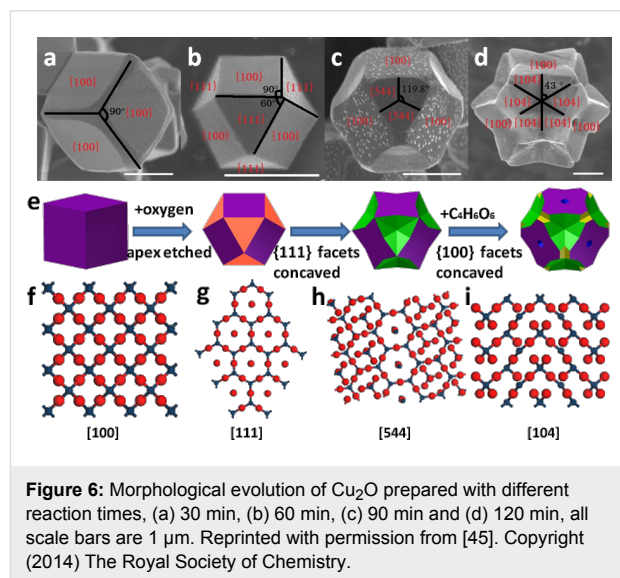 a
{100}
90°
{100}
{100}
b
{111}
{100}
{111}
90°
60°
{111}
{100}
{100}
{111}
c
{100}
{544}
119.8°
{100}
{544}
d
{100}
43°
{104}
{104}
{104}
{104}
{104}
{100}
{100}
e
+oxygen
apex etched
{111} facets
concaved
+C₄H₆O₆
{100} facets
concaved
f
g
h
i
[100]
[111]
[544]
[104]
Figure 6: Morphological evolution of Cu₂O prepared with different
reaction times, (a) 30 min, (b) 60 min, (c) 90 min and (d) 120 min, all
scale bars are 1 µm. Reprinted with permission from [45]. Copyright
(2014) The Royal Society of Chemistry.